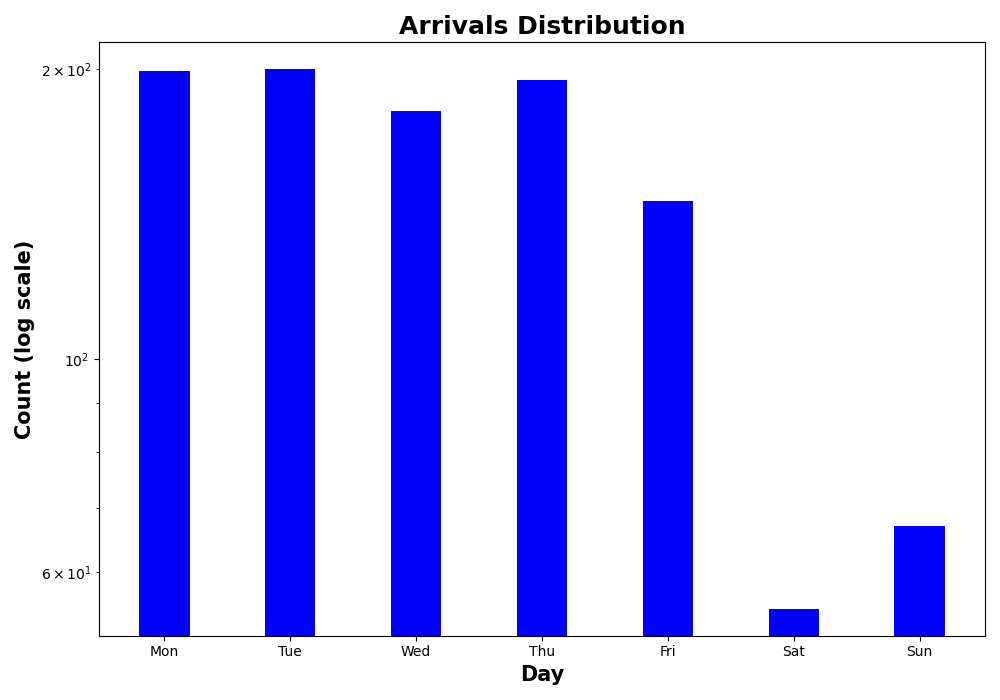 Arrivals Distribution
Count (log scale)
2 × 10²
10²
6 × 10¹
Mon Tue Wed Thu Fri Sat Sun
Day